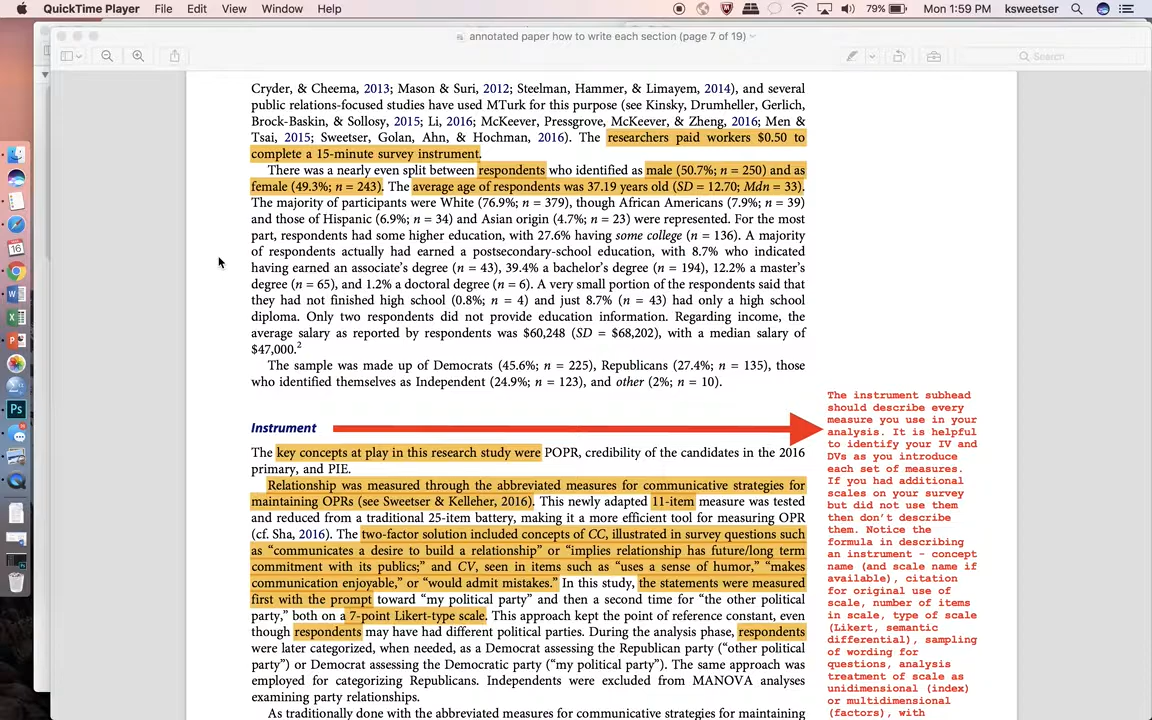 QuickTime Player File Edit View Window Help 79% Mon 1:59 PM ksweetser
annotated paper how to write each section (page 7 of 19)
Search
Cryder, & Cheema, 2013; Mason & Suri, 2012; Steelman, Hammer, & Limayem, 2014), and several
public relations-focused studies have used MTurk for this purpose (see Kinsky, Drumheller, Gerlich,
Brock-Baskin, & Sollosy, 2015; Li, 2016; McKeever, Pressgrove, McKeever, & Zheng, 2016; Men &
Tsai, 2015; Sweetser, Golan, Ahn, & Hochman, 2016). The researchers paid workers $0.50 to
complete a 15-minute survey instrument.
There was a nearly even split between respondents who identified as male (50.7%; n = 250) and as
female (49.3%; n = 243). The average age of respondents was 37.19 years old (SD = 12.70; Mdn = 33).
The majority of participants were White (76.9%; n = 379), though African Americans (7.9%; n = 39)
and those of Hispanic (6.9%; n = 34) and Asian origin (4.7%; n = 23) were represented. For the most
part, respondents had some higher education, with 27.6% having some college (n = 136). A majority
of respondents actually had earned a postsecondary-school education, with 8.7% who indicated
having earned an associate's degree (n = 43), 39.4% a bachelor's degree (n = 194), 12.2% a master's
degree (n = 65), and 1.2% a doctoral degree (n = 6). A very small portion of the respondents said that
they had not finished high school (0.8%; n = 4) and just 8.7% (n = 43) had only a high school
diploma. Only two respondents did not provide education information. Regarding income, the
average salary as reported by respondents was $60,248 (SD = $68,202), with a median salary of
$47,000.2
The sample was made up of Democrats (45.6%; n = 225), Republicans (27.4%; n = 135), those
who identified themselves as Independent (24.9%; n = 123), and other (2%; n = 10).
Instrument
The key concepts at play in this research study were POPR, credibility of the candidates in the 2016
primary, and PIE.
Relationship was measured through the abbreviated measures for communicative strategies for
maintaining OPRs (see Sweetser & Kelleher, 2016). This newly adapted 11-item measure was tested
and reduced from a traditional 25-item battery, making it a more efficient tool for measuring OPR
(cf. Sha, 2016). The two-factor solution included concepts of CC, illustrated in survey questions such
as "communicates a desire to build a relationship" or "implies relationship has future/long term
commitment with its publics;" and CV, seen in items such as "uses a sense of humor," "makes
communication enjoyable," or "would admit mistakes." In this study, the statements were measured
first with the prompt toward "my political party" and then a second time for "the other political
party," both on a 7-point Likert-type scale. This approach kept the point of reference constant, even
though respondents may have had different political parties. During the analysis phase, respondents
were later categorized, when needed, as a Democrat assessing the Republican party ("other political
party") or Democrat assessing the Democratic party ("my political party"). The same approach was
employed for categorizing Republicans. Independents were excluded from MANOVA analyses
examining party relationships.
As traditionally done with the abbreviated measures for communicative strategies for maintaining
The instrument subhead
should describe every
measure you use in your
analysis. It is helpful
to identify your IV and
DVs as you introduce
each set of measures.
If you had additional
scales on your survey
but did not use them
then don't describe
them. Notice the
formula in describing
an instrument – concept
name (and scale name if
available), citation
for original use of
scale, number of items
in scale, type of scale
(Likert, semantic
differential), sampling
of wording for
questions, analysis
treatment of scale as
unidimensional (index)
or multidimensional
(factors), with
16
Ps